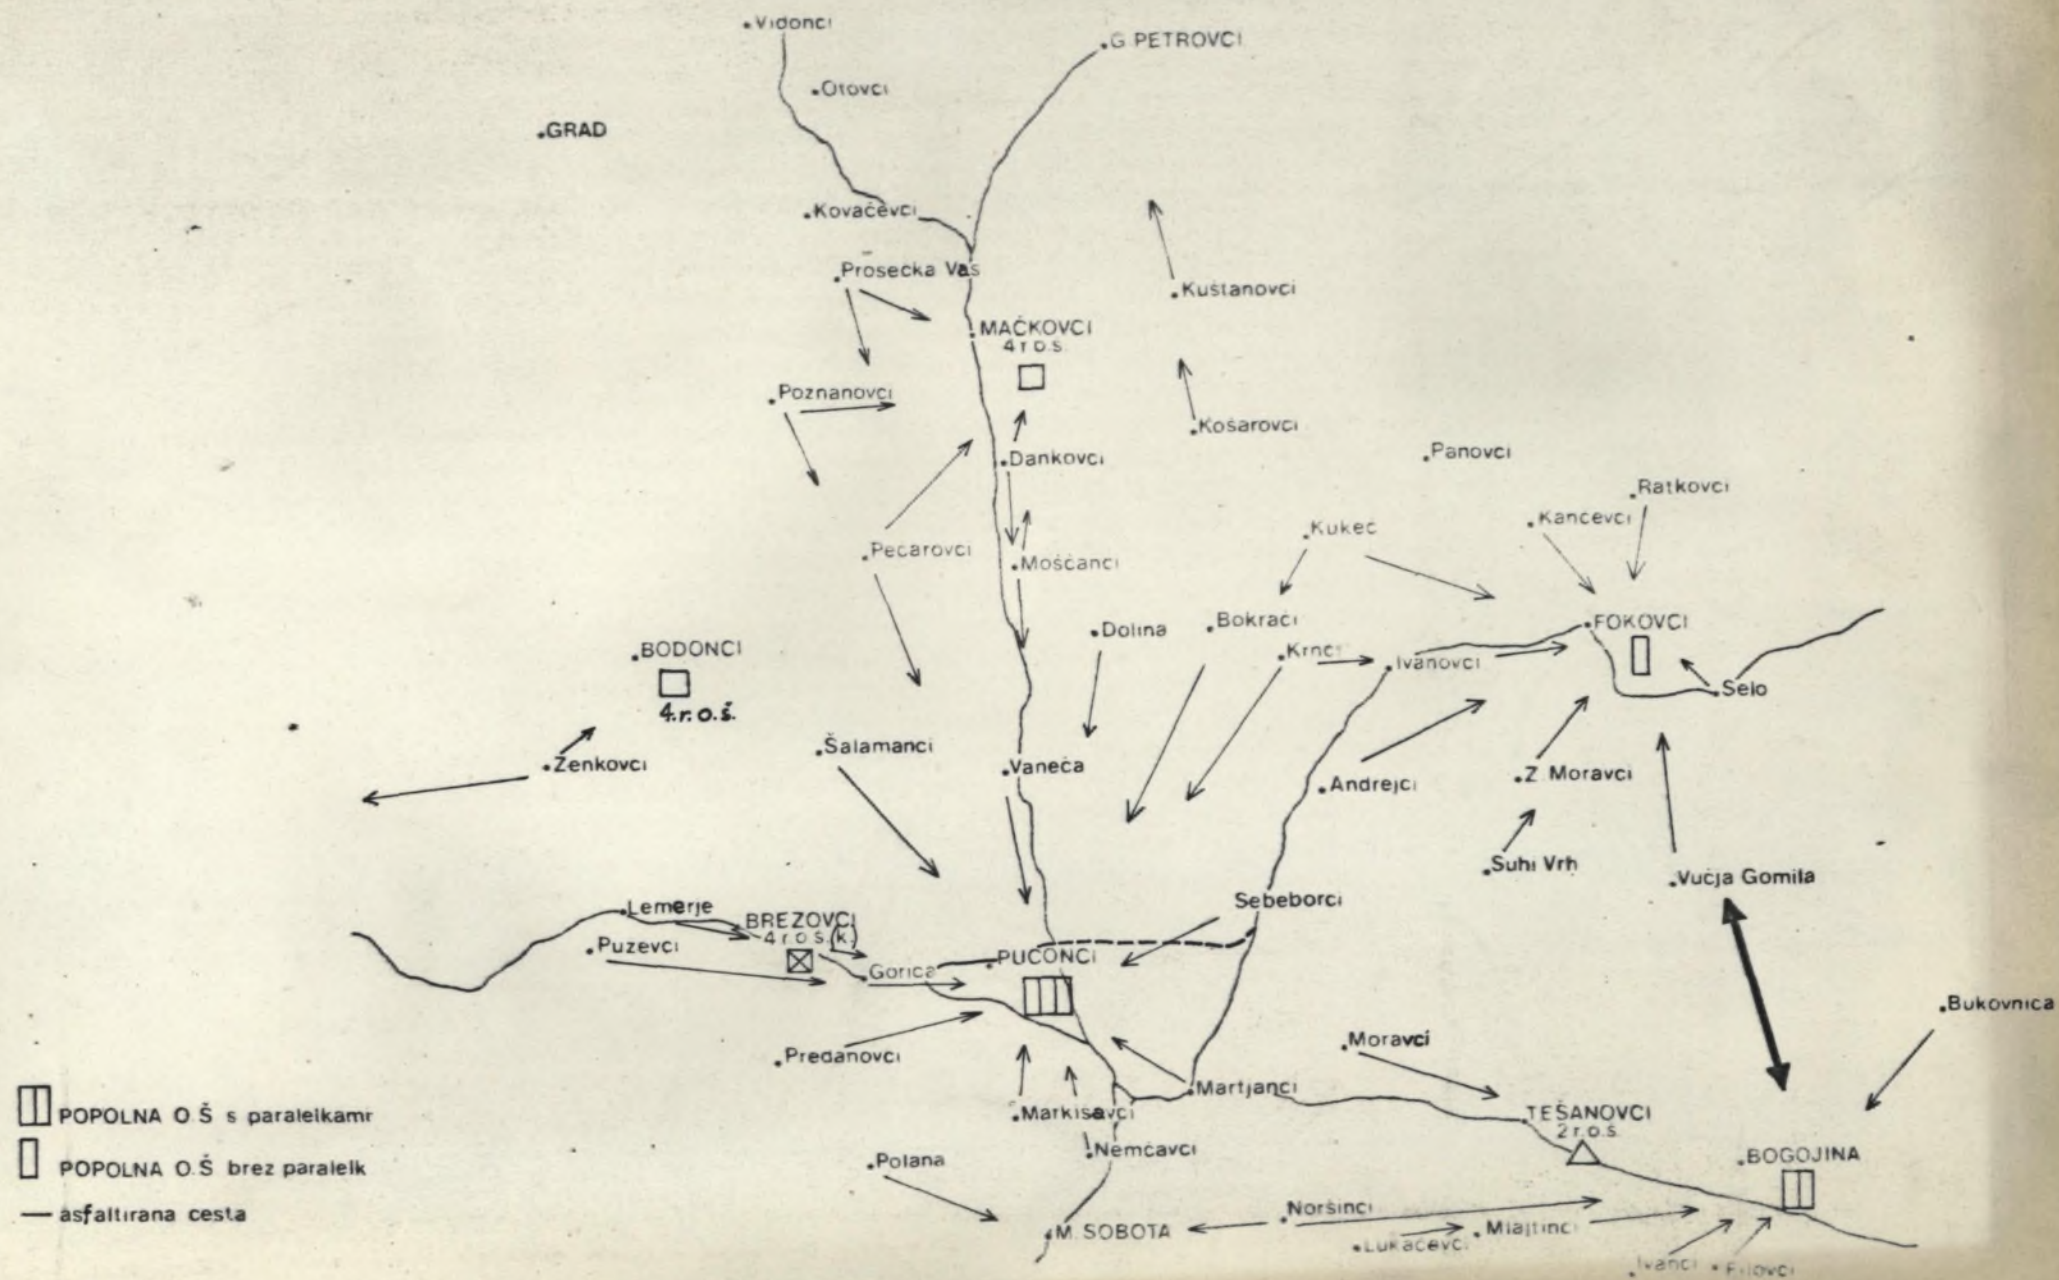 Vidonci
G. PETROVCI
Otovci
GRAD
Kovačevci
Prosečka Vas
Kuštanovci
MAČKOVCI
4 r.o.š.
Poznanovci
Košarovci
Dankovci
Panovci
Ratkovci
Kančevci
Kukeč
Pečarovci
Moščanci
Dolina
Bokrači
FOKOVCI
BODONCI
4.r.o.š.
Krnci
Ivanovci
Selo
Šalamanci
Zenkovci
Vaneča
Andrejci
Z. Moravci
Suhi Vrh
Vučja Gomila
Lemerje
BREZOVCI
4 r.o.š.(k.)
Sebeborci
Puževci
Gorica
PUCONCI
Bukovnica
Predanovci
Moravci
Martjanci
POPOLNA O.Š s paralelkami
Markišavci
TEŠANOVCI
2 r.o.š.
Nemčavci
BOGOJINA
POPOLNA O.Š brez paralelk
Polana
asfaltirana cesta
Noršinci
M. SOBOTA
Lukačevci
Mlajtinci
Ivanci
Filovci